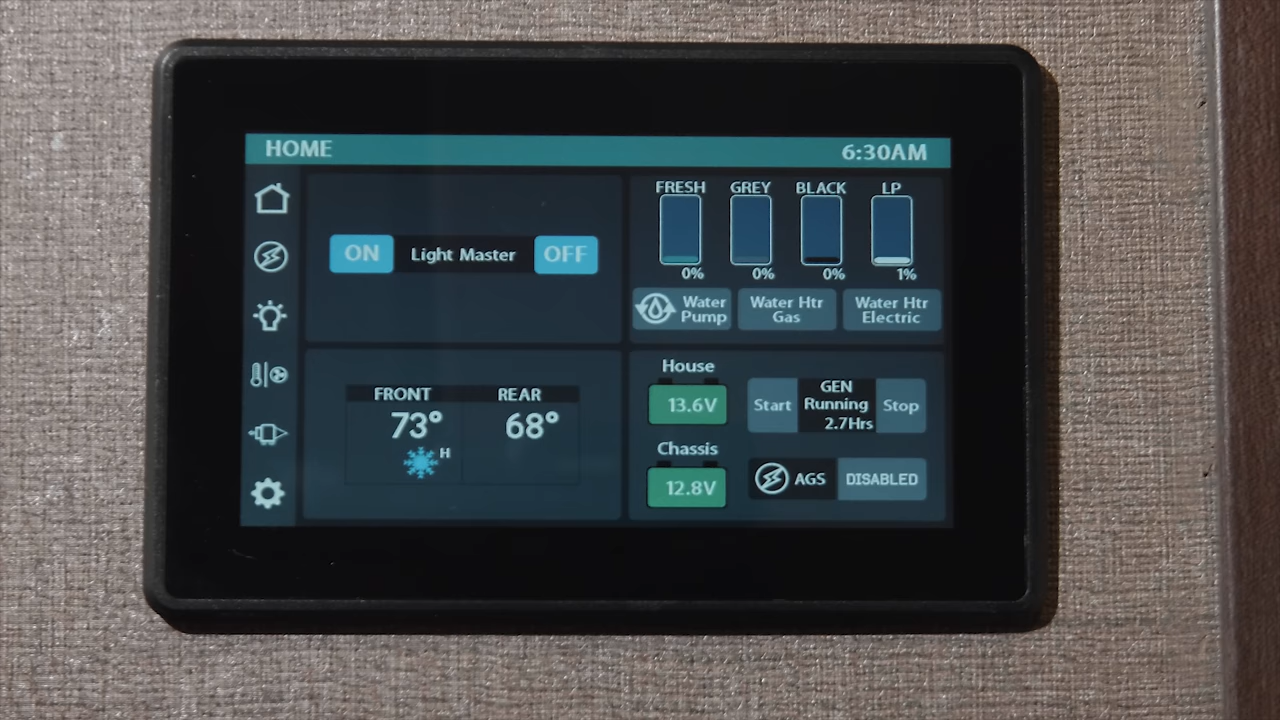 HOME 6:30AM
ON Light Master OFF
FRESH GREY BLACK LP
0% 0% 0% 1%
Water Pump
Water Htr Gas
Water Htr Electric
FRONT REAR
73° 68°
H
House
13.6V
Chassis
12.8V
Start
GEN
Running
2.7Hrs
Stop
AGS DISABLED